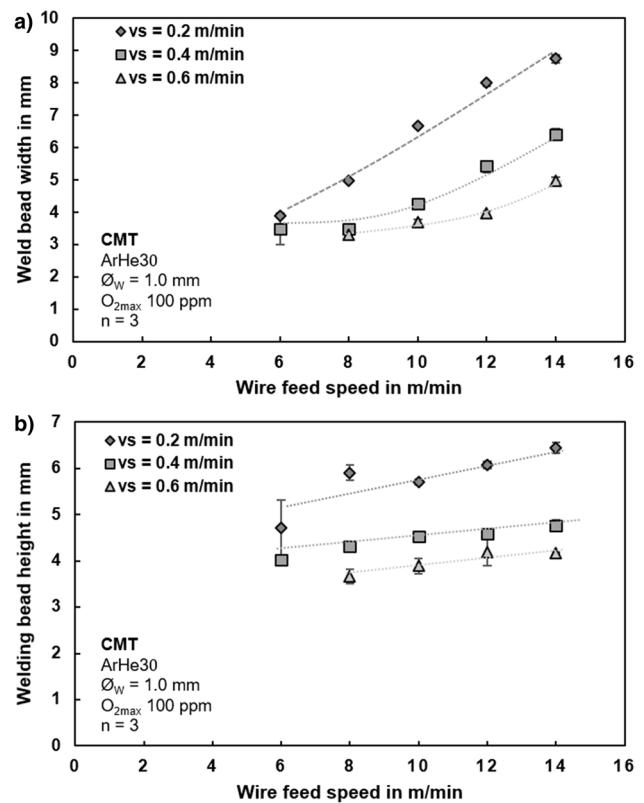 a)
10
9
8
7
6
5
4
3
2
1
0
Weld bead width in mm
vs = 0.2 m/min
vs = 0.4 m/min
vs = 0.6 m/min
CMT
ArHe30
Ø_W = 1.0 mm
O_2max 100 ppm
n = 3
0 2 4 6 8 10 12 14 16
Wire feed speed in m/min
b)
7
6
5
4
3
2
1
0
Welding bead height in mm
vs = 0.2 m/min
vs = 0.4 m/min
vs = 0.6 m/min
CMT
ArHe30
Ø_W = 1.0 mm
O_2max 100 ppm
n = 3
0 2 4 6 8 10 12 14 16
Wire feed speed in m/min